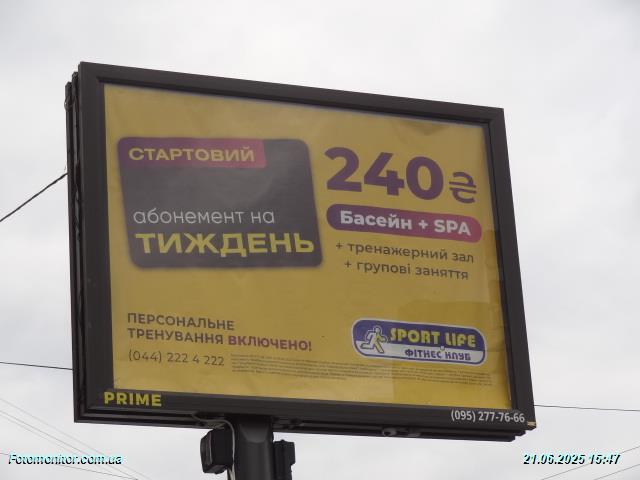 СТАРТОВИЙ
абонемент на
ТИЖДЕНЬ
240₴
Басейн + SPA
+ тренажерний зал
+ групові заняття
ПЕРСОНАЛЬНЕ
ТРЕНУВАННЯ ВКЛЮЧЕНО!
(044) 222 4 222
SPORT LIFE
ФІТНЕС КЛУБ
PRIME
(095) 277-76-66
Fotomonitor.com.ua
21.06.2025 15:47